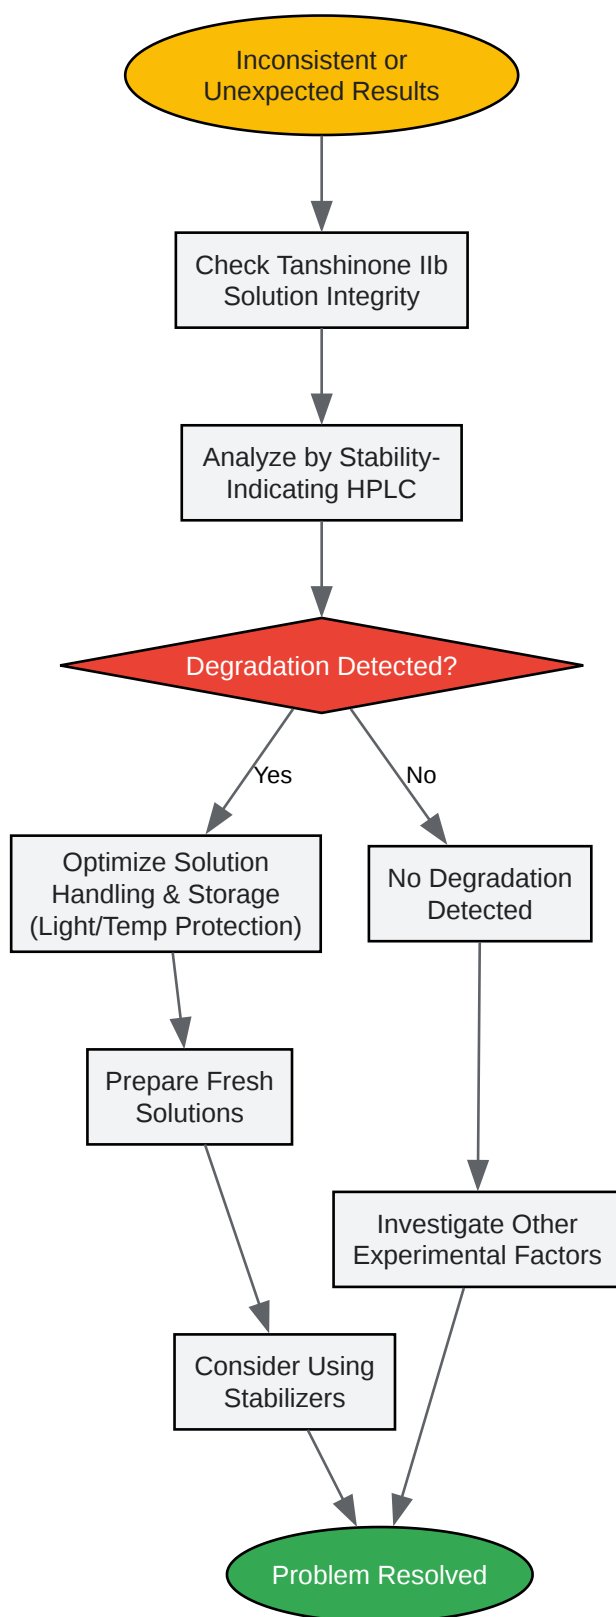 Inconsistent or
Unexpected Results
Check Tanshinone IIb
Solution Integrity
Analyze by Stability-
Indicating HPLC
Degradation Detected?
Yes
No
Optimize Solution
Handling & Storage
(Light/Temp Protection)
No Degradation
Detected
Prepare Fresh
Solutions
Investigate Other
Experimental Factors
Consider Using
Stabilizers
Problem Resolved